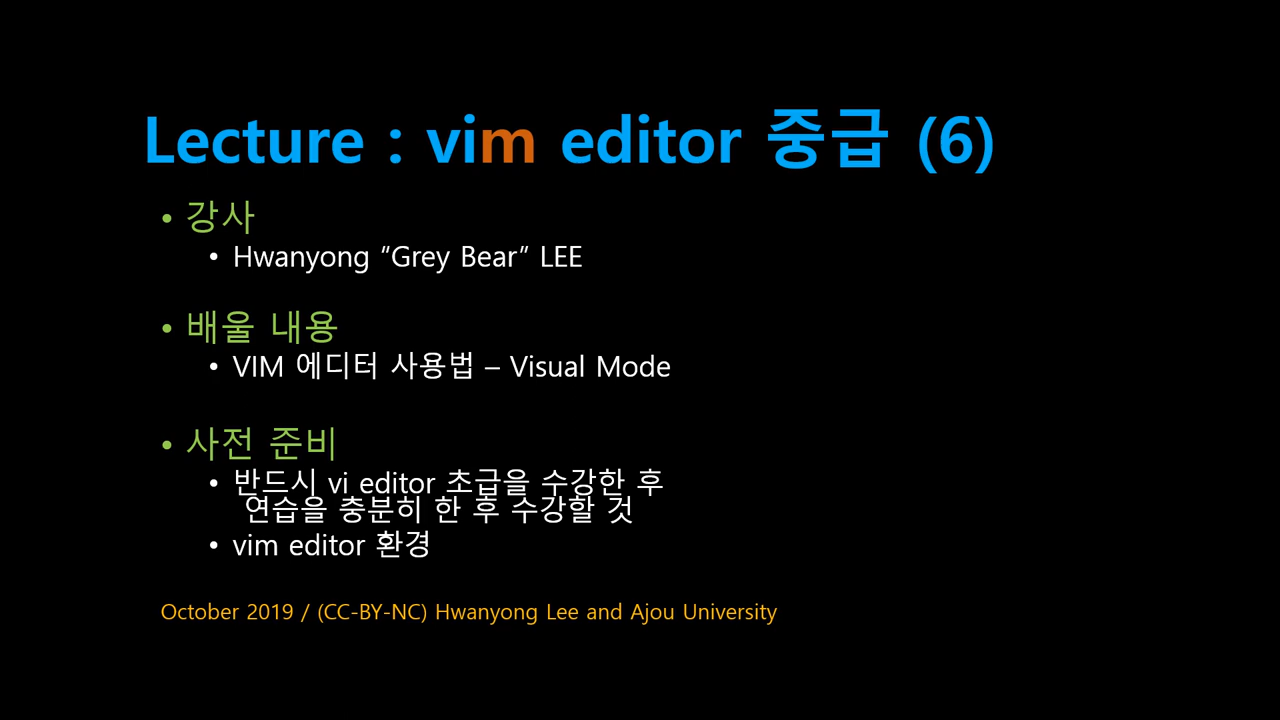 Lecture : vim editor 중급 (6)
• 강사
• Hwanyong “Grey Bear” LEE
• 배울 내용
• VIM 에디터 사용법 – Visual Mode
• 사전 준비
• 반드시 vi editor 초급을 수강한 후
연습을 충분히 한 후 수강할 것
• vim editor 환경
October 2019 / (CC-BY-NC) Hwanyong Lee and Ajou University